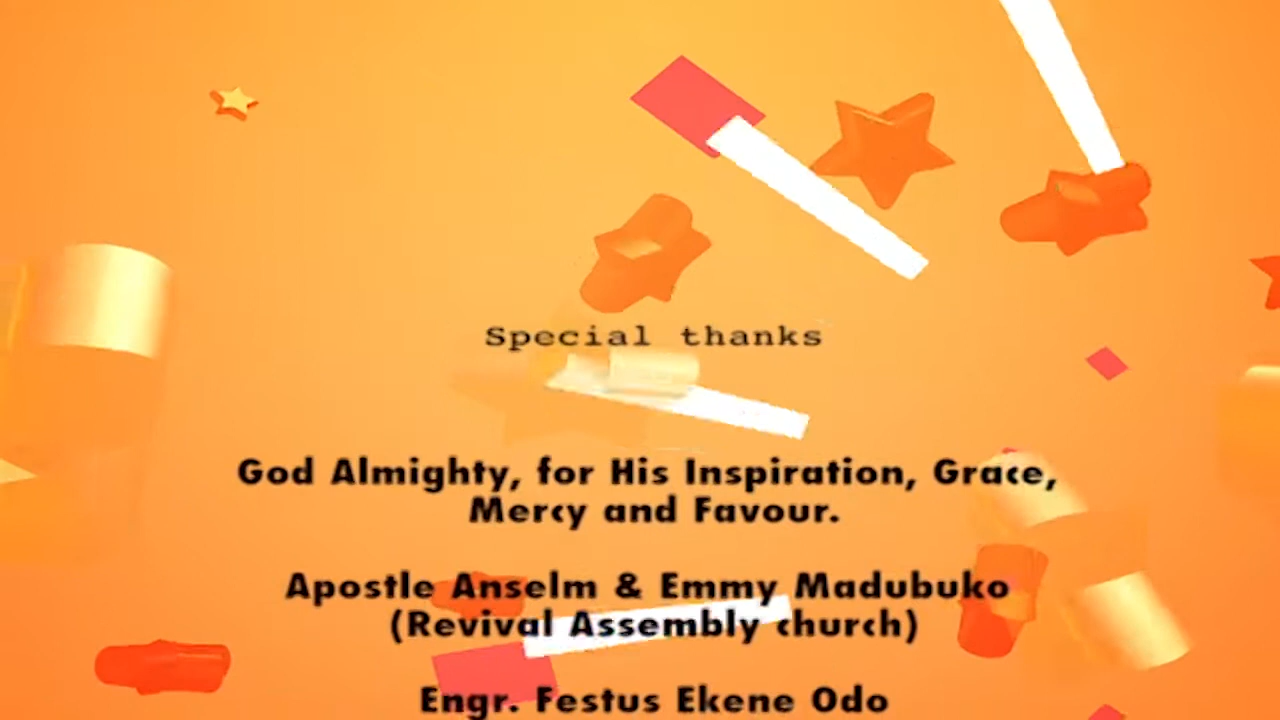 Special thanks
God Almighty, for His Inspiration, Grace,
Mercy and Favour.
Apostle Anselm & Emmy Madubuko
(Revival Assembly church)
Engr. Festus Ekene Odo